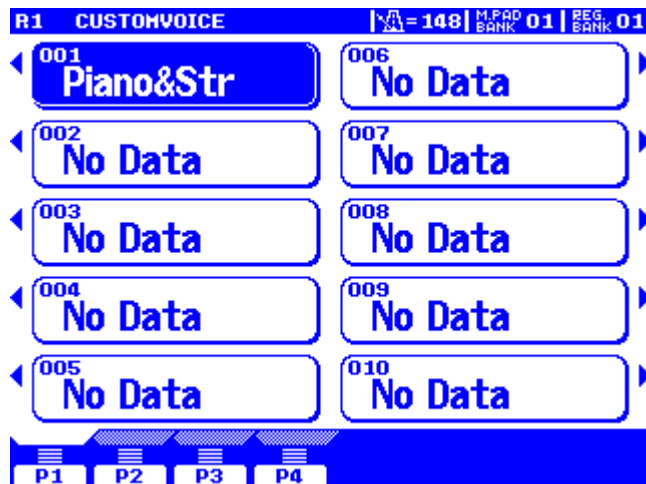 R1 CUSTOMVOICE =148 M.PAD BANK 01 REG. BANK 01
001 Piano&Str
006 No Data
002 No Data
007 No Data
003 No Data
008 No Data
004 No Data
009 No Data
005 No Data
010 No Data
P1 P2 P3 P4